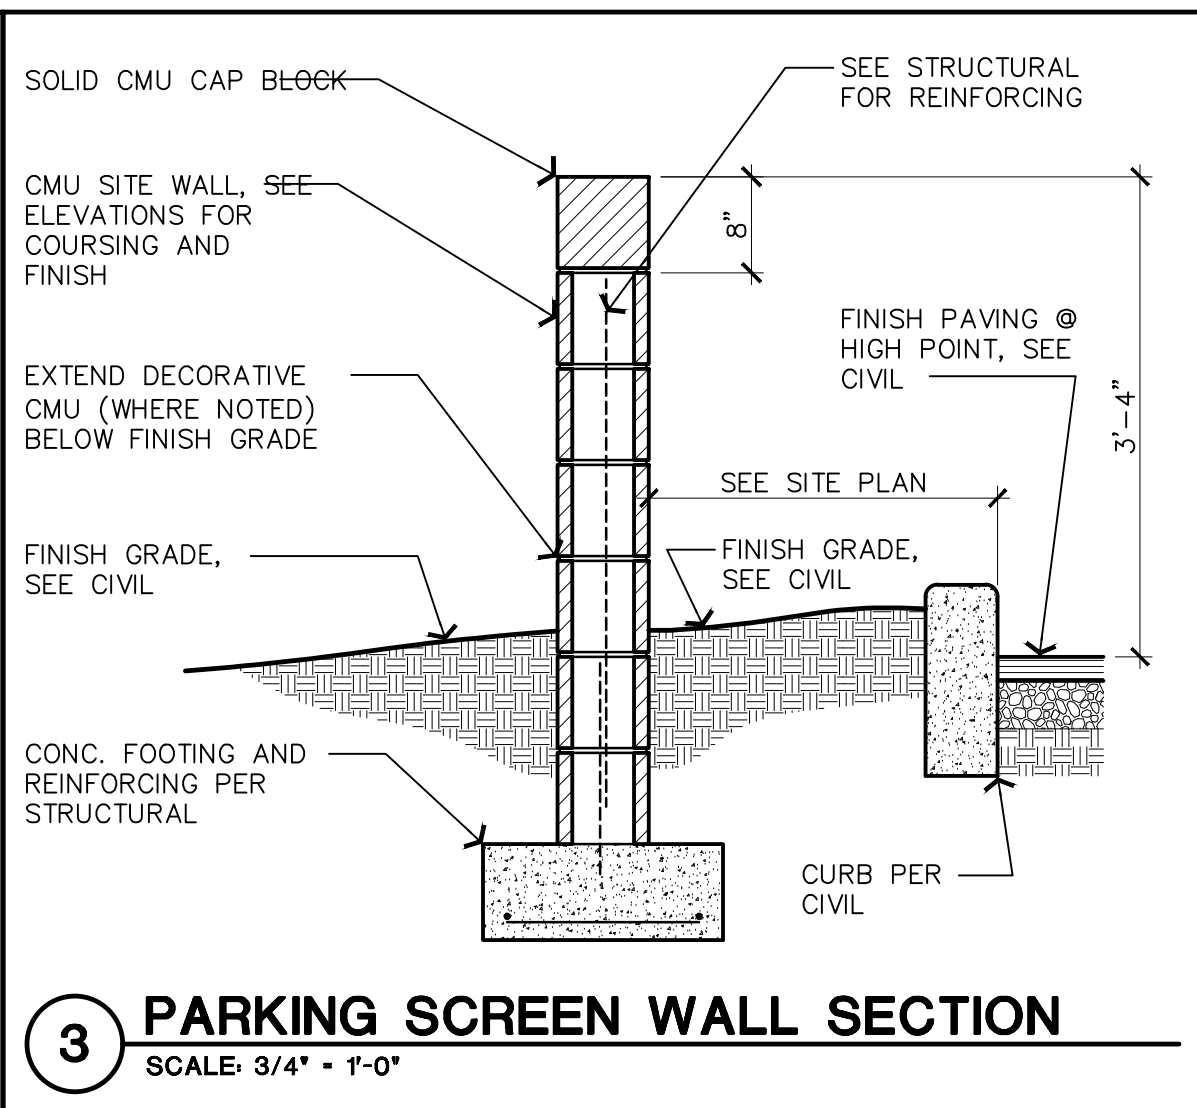 SOLID CMU CAP BLOCK
SEE STRUCTURAL
FOR REINFORCING
CMU SITE WALL, SEE
ELEVATIONS FOR
COURSING AND
FINISH
8"
FINISH PAVING @
HIGH POINT, SEE
CIVIL
3'-4"
EXTEND DECORATIVE
CMU (WHERE NOTED)
BELOW FINISH GRADE
SEE SITE PLAN
FINISH GRADE,
SEE CIVIL
FINISH GRADE,
SEE CIVIL
CONC. FOOTING AND
REINFORCING PER
STRUCTURAL
CURB PER
CIVIL
3
PARKING SCREEN WALL SECTION
SCALE: 3/4" = 1'-0"